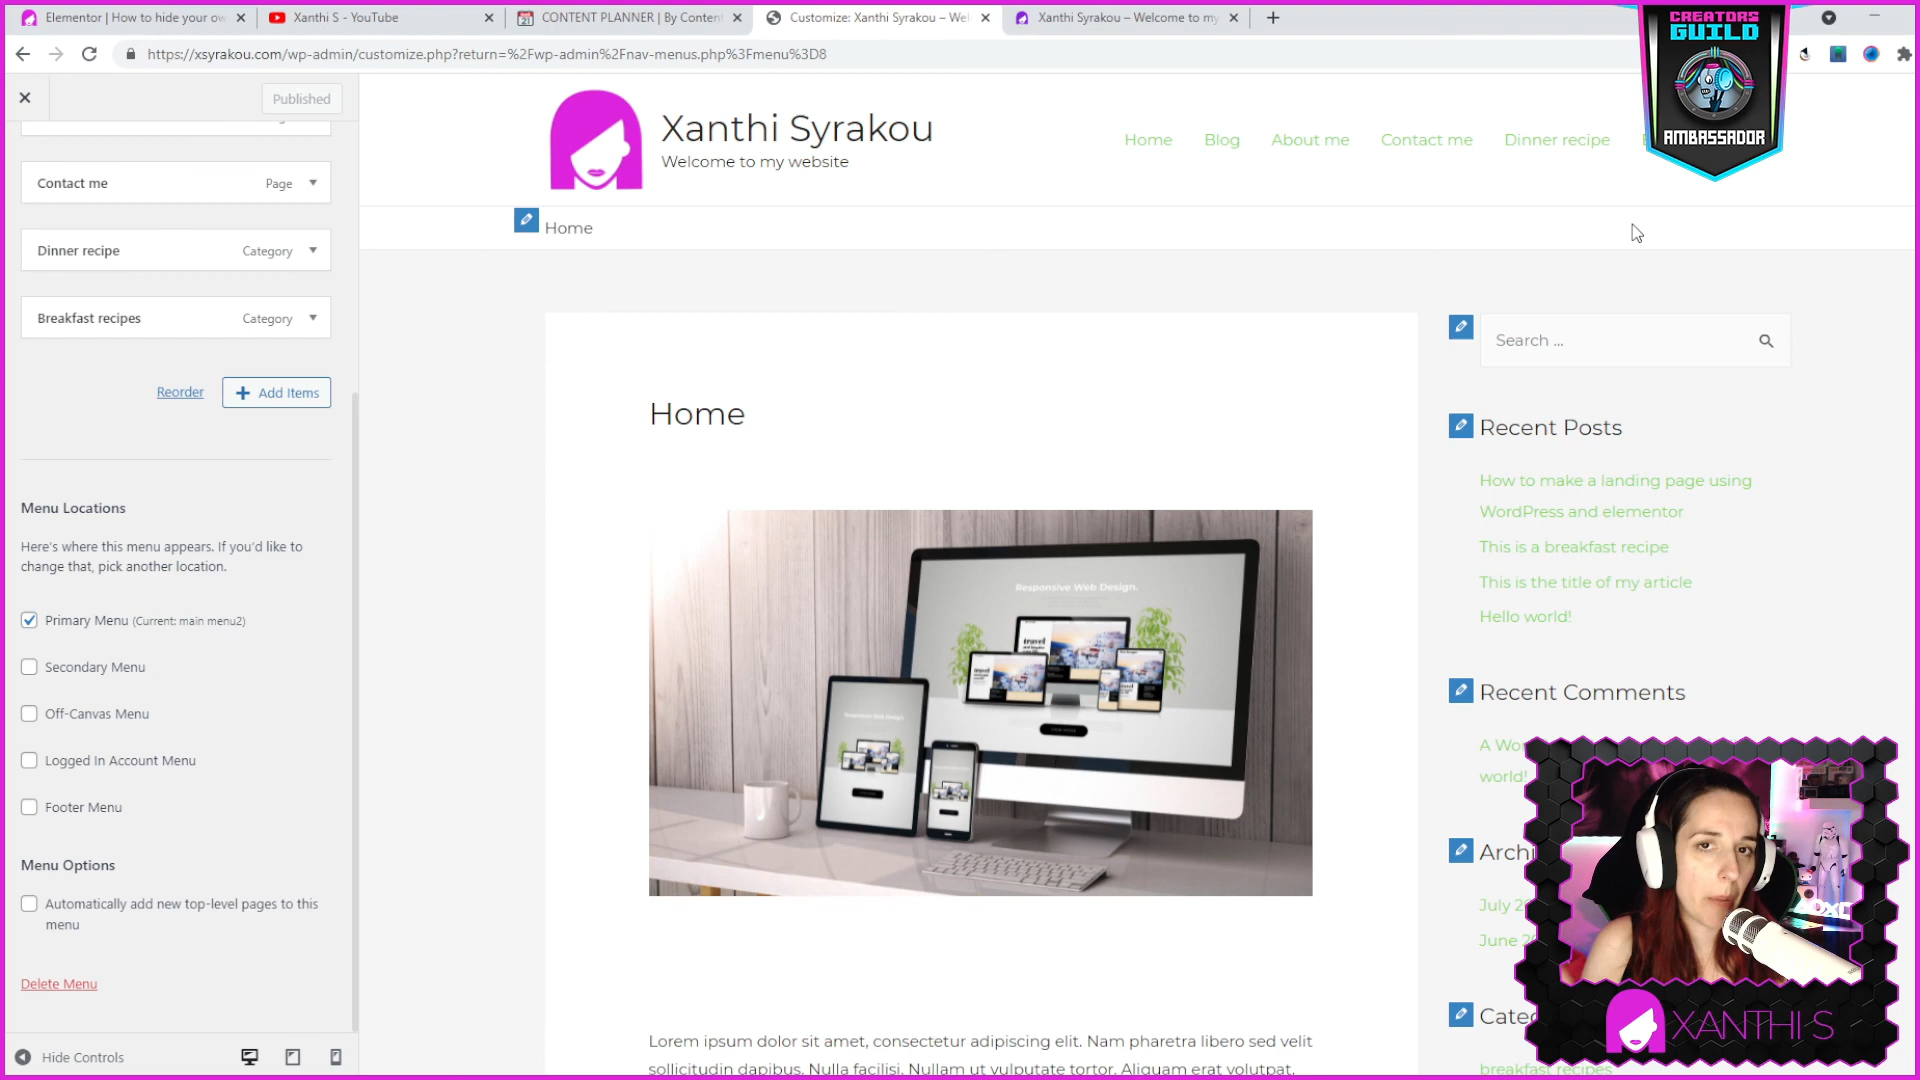 Elementor | How to hide your ow
Xanthi S - YouTube
CONTENT PLANNER | By Content
Customize: Xanthi Syrakou – Wel
Xanthi Syrakou – Welcome to my
https://xsyrakou.com/wp-admin/customize.php?return=%2Fwp-admin%2Fnav-menus.php%3Fmenu%3D8
CREATORS
GUILD
AMBASSADOR
Published
Contact me Page
Dinner recipe Category
Breakfast recipes Category
Reorder
Add Items
Menu Locations
Here's where this menu appears. If you'd like to
change that, pick another location.
Primary Menu (Current: main menu2)
Secondary Menu
Off-Canvas Menu
Logged In Account Menu
Footer Menu
Menu Options
Automatically add new top-level pages to this
menu
Delete Menu
Hide Controls
Xanthi Syrakou
Welcome to my website
Home Blog About me Contact me Dinner recipe
Home
Home
Responsive Web Design.
Lorem ipsum dolor sit amet, consectetur adipiscing elit. Nam pharetra libero sed velit
sollicitudin dapibus. Nulla facilisi. Nullam ut vulputate tortor. Aliquam erat volutpat.
Search ...
Recent Posts
How to make a landing page using
WordPress and elementor
This is a breakfast recipe
This is the title of my article
Hello world!
Recent Comments
A Wo
world!
Archi
July 2
June 2
Cate
breakfast recipes
XANTHI S